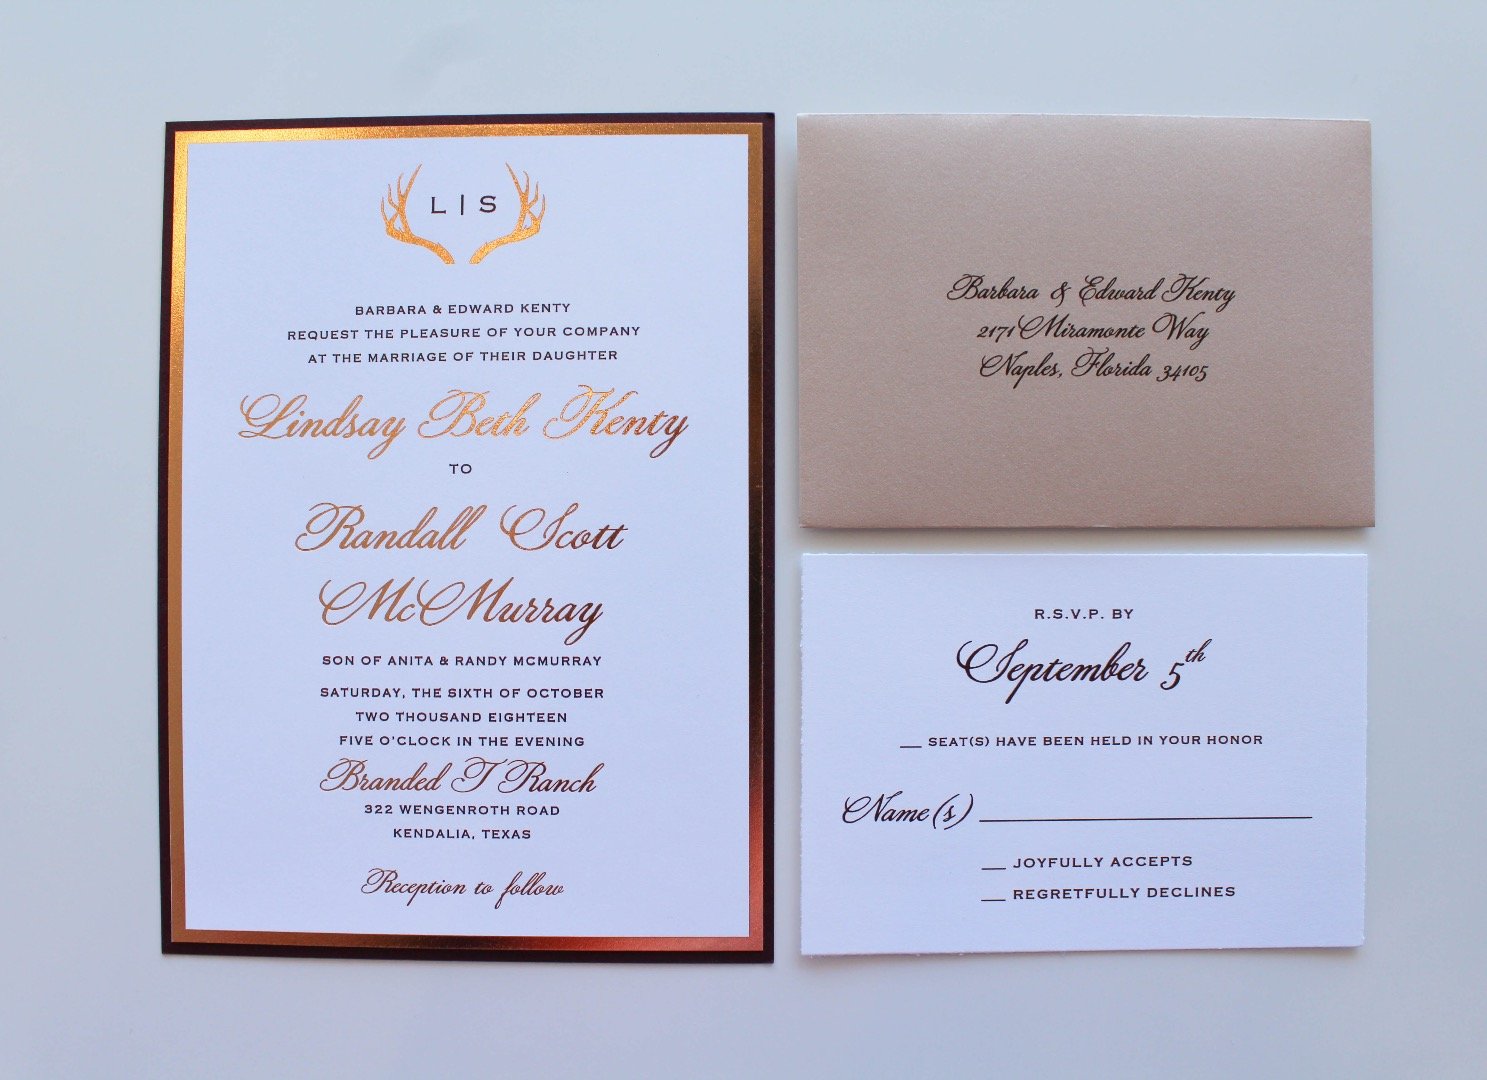 L | S
BARBARA & EDWARD KENTY
REQUEST THE PLEASURE OF YOUR COMPANY
AT THE MARRIAGE OF THEIR DAUGHTER
Lindsay Beth Kenty
TO
Randall Scott
McMurray
SON OF ANITA & RANDY MCMURRAY
SATURDAY, THE SIXTH OF OCTOBER
TWO THOUSAND EIGHTEEN
FIVE O'CLOCK IN THE EVENING
Branded T Ranch
322 WENGENROTH ROAD
KENDALIA, TEXAS
Reception to follow
Barbara & Edward Kenty
2171 Miramonte Way
Naples, Florida 34105
R.S.V.P. BY
September 5th
__ SEAT(S) HAVE BEEN HELD IN YOUR HONOR
Name(s) ____________________
__ JOYFULLY ACCEPTS
__ REGRETFULLY DECLINES